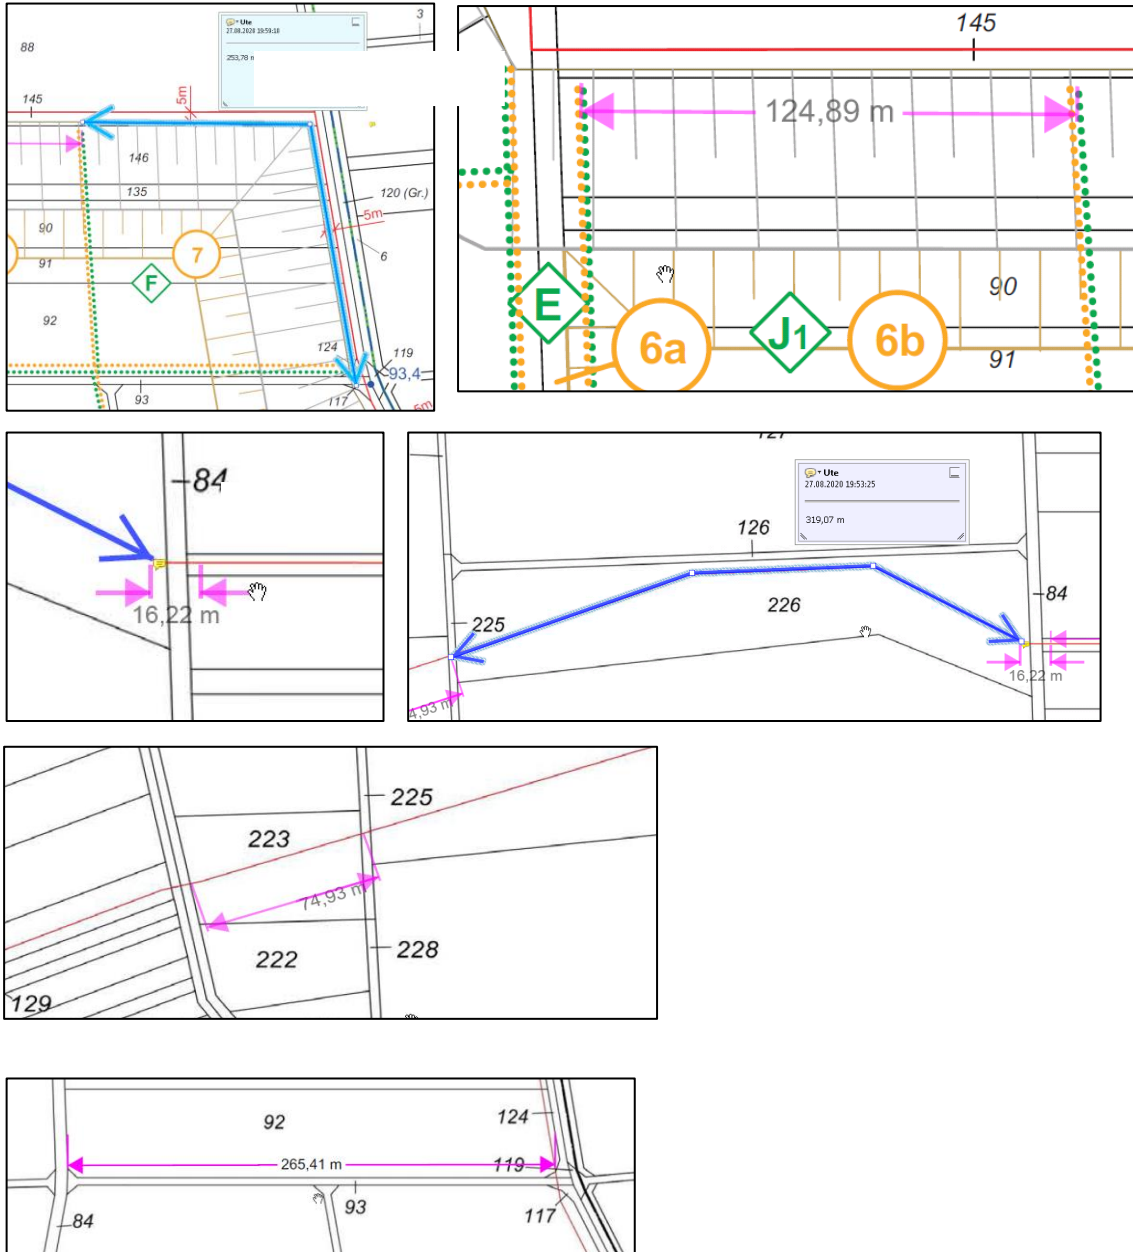 Ute
27.08.2020 19:59:18
253,78 m
3
88
145
5m
146
135
120 (Gr.)
5m
90
7
6
91
F
92
124
119
93,4
93
117
5m
145
124,89 m
E
90
6a
J1
6b
91
84
16,22 m
Ute
27.08.2020 19:53:25
319,07 m
126
226
84
225
16,22 m
4,93 m
225
223
74,93 m
228
222
129
92
124
265,41 m
119
93
117
84